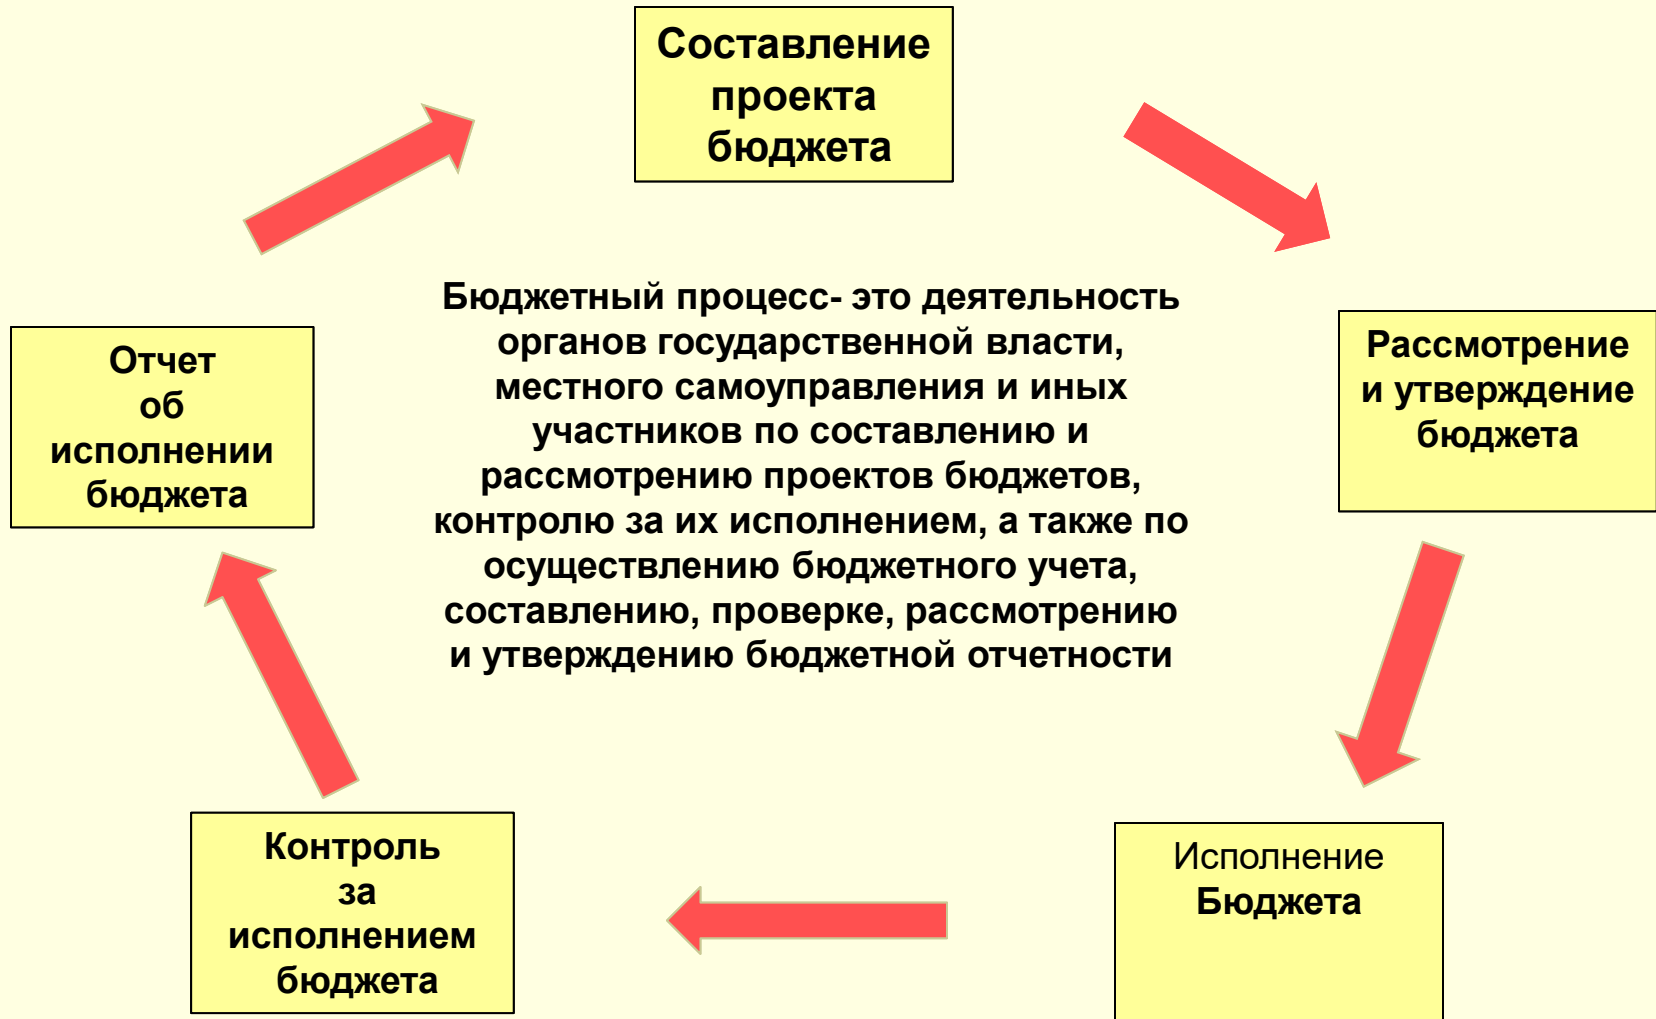 Составление
проекта
бюджета
Бюджетный процесс- это деятельность
органов государственной власти,
местного самоуправления и иных
участников по составлению и
рассмотрению проектов бюджетов,
контролю за их исполнением, а также по
осуществлению бюджетного учета,
составлению, проверке, рассмотрению
и утверждению бюджетной отчетности
Рассмотрение
и утверждение
бюджета
Исполнение
Бюджета
Контроль
за
исполнением
бюджета
Отчет
об
исполнении
бюджета